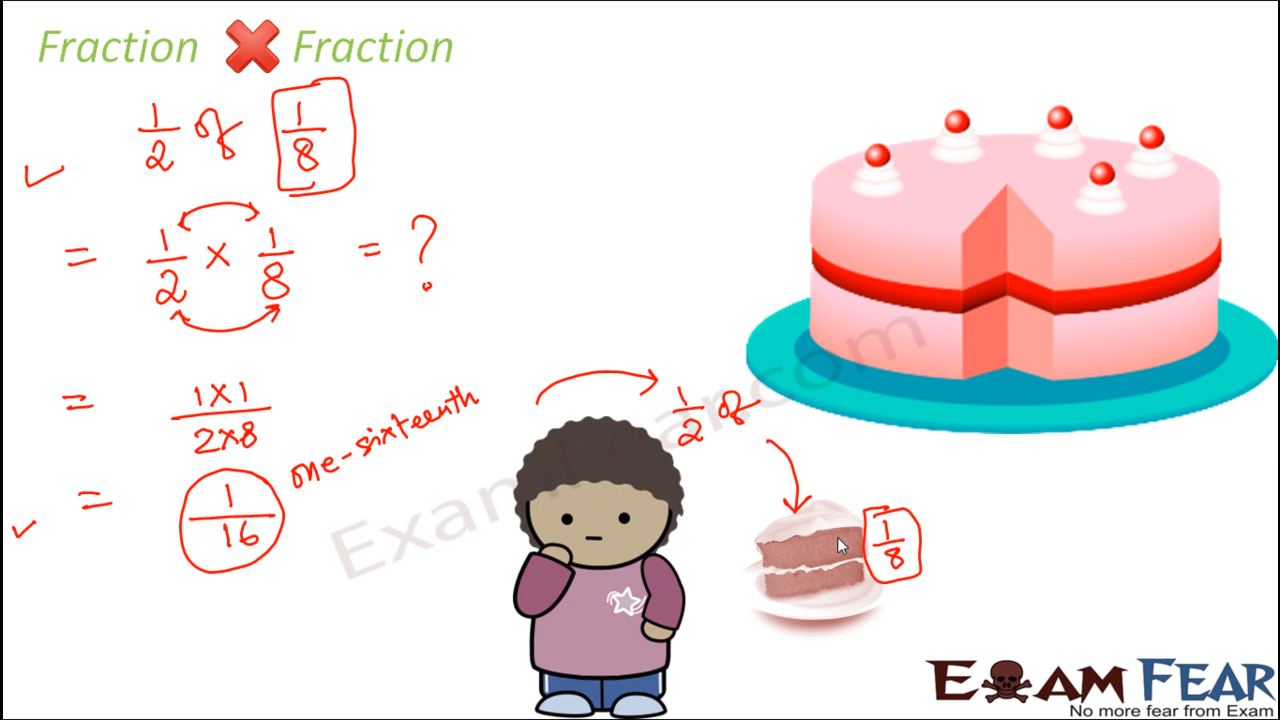 Fraction ✖ Fraction
1/2 of 1/8
= 1/2 × 1/8 = ?
= 1×1/2×8
= 1/16 one-sixteenth
1/2 of
1/8
ExamFear.com
EXAM FEAR
No more fear from Exam